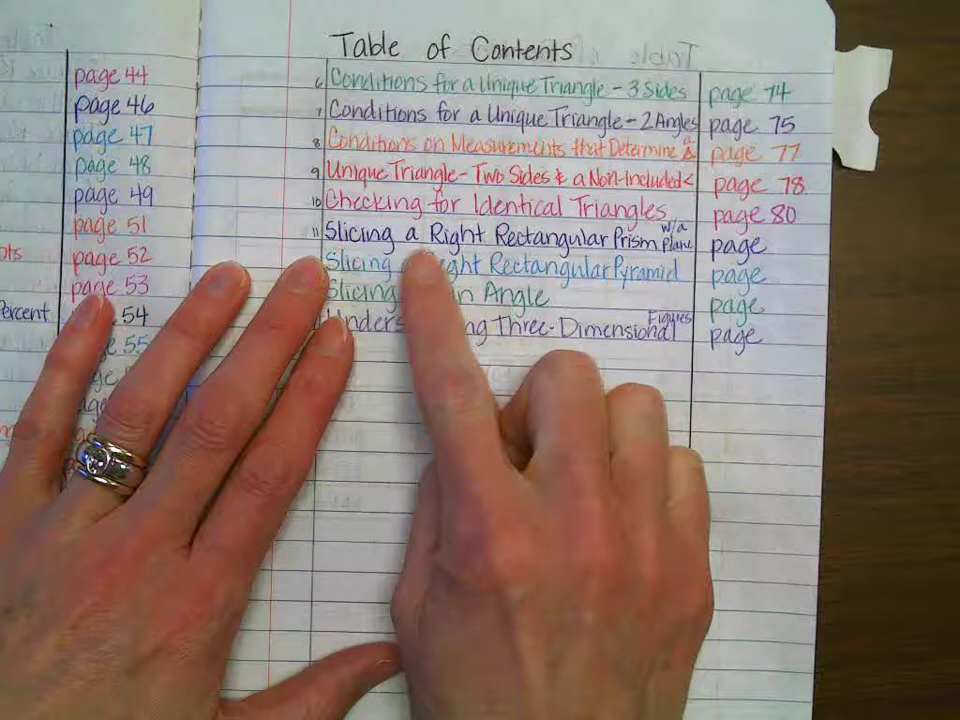 Table of Contents
page 44
page 46
page 47
page 48
page 49
page 51
page 52
page 53
Percent 54
55
6 Conditions for a Unique Triangle - 3 Sides page 74
7 Conditions for a Unique Triangle - 2 Angles page 75
8 Conditions on Measurements that Determine a Δ page 77
9 Unique Triangle - Two Sides & a Non-included < page 78
10 Checking for Identical Triangles page 80
11 Slicing a Right Rectangular Prism w/a plane page
Slicing Right Rectangular Pyramid page
Slicing an Angle page
Three-Dimensional Figures page